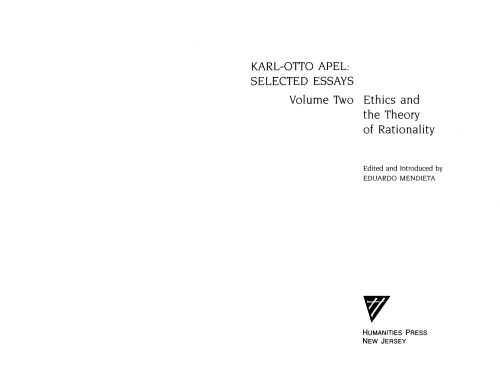 KARL-OTTO APEL:
SELECTED ESSAYS
Volume Two Ethics and
the Theory
of Rationality
Edited and Introduced by
EDUARDO MENDIETA
HUMANITIES PRESS
NEW JERSEY